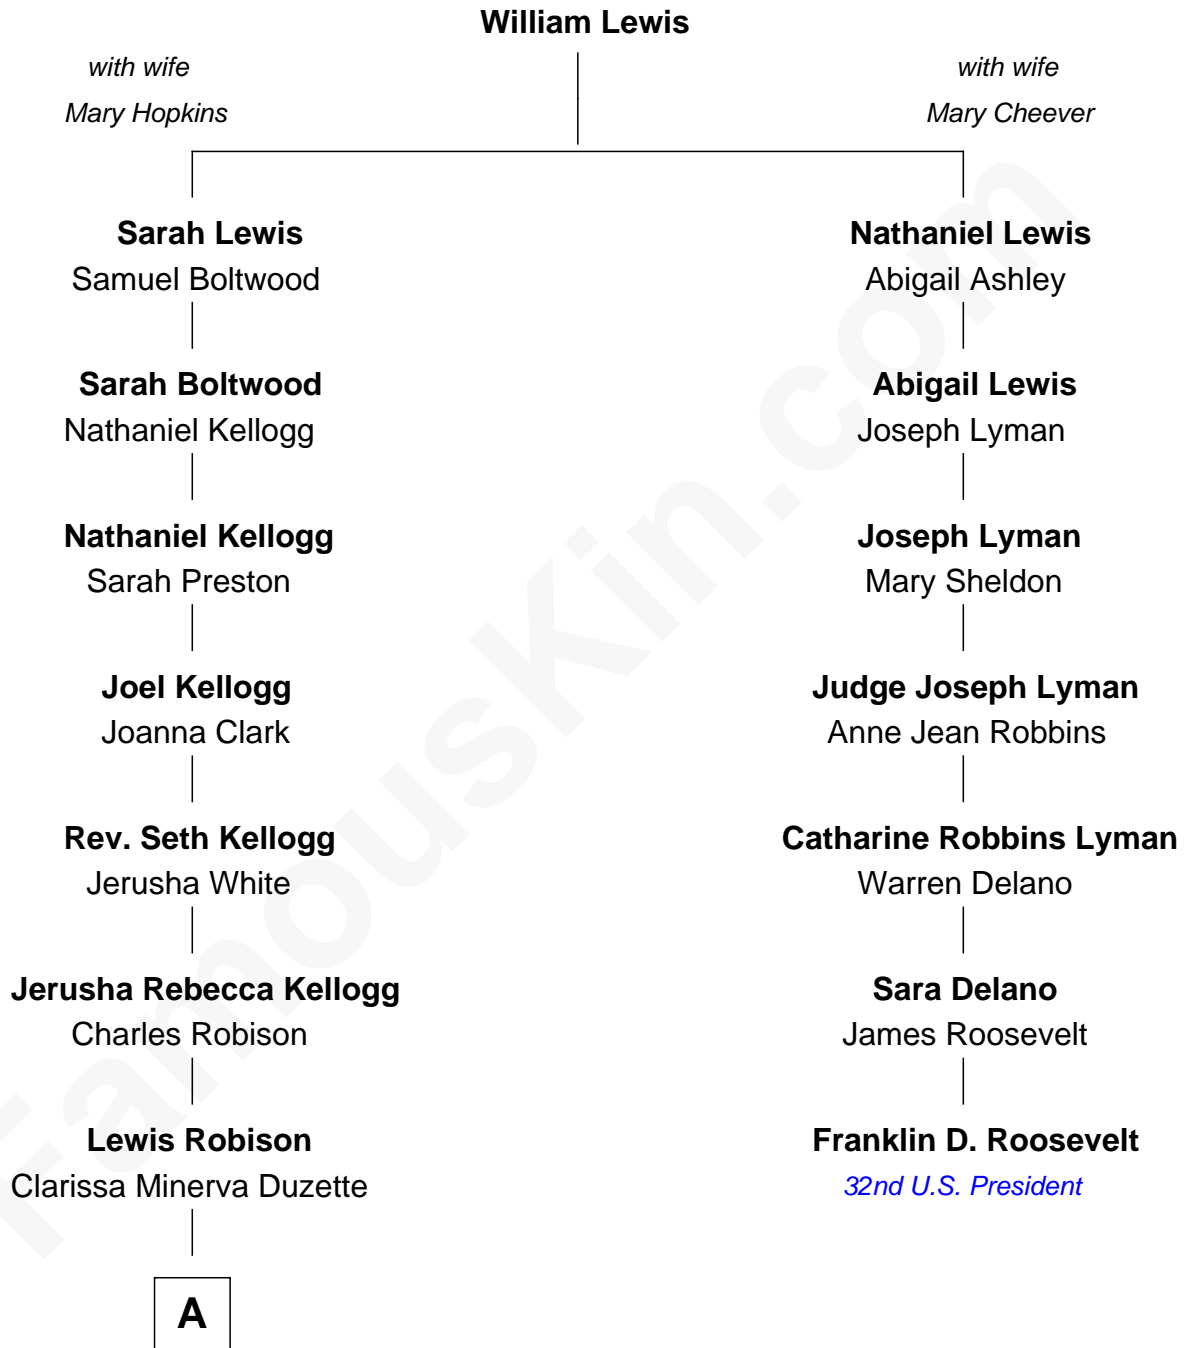 William Lewis
with wife
Mary Hopkins
with wife
Mary Cheever
Sarah Lewis
Samuel Boltwood
Nathaniel Lewis
Abigail Ashley
Sarah Boltwood
Nathaniel Kellogg
Abigail Lewis
Joseph Lyman
Nathaniel Kellogg
Sarah Preston
Joseph Lyman
Mary Sheldon
Joel Kellogg
Joanna Clark
Judge Joseph Lyman
Anne Jean Robbins
Rev. Seth Kellogg
Jerusha White
Catharine Robbins Lyman
Warren Delano
Jerusha Rebecca Kellogg
Charles Robison
Sara Delano
James Roosevelt
Lewis Robison
Clarissa Minerva Duzette
Franklin D. Roosevelt
32nd U.S. President
A
FamousKin.com